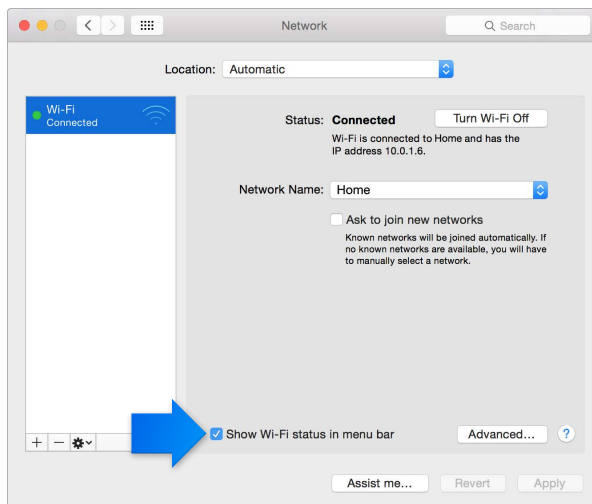 Network
Search
Location: Automatic
Wi-Fi
Connected
Status: Connected
Turn Wi-Fi Off
Wi-Fi is connected to Home and has the
IP address 10.0.1.6.
Network Name: Home
Ask to join new networks
Known networks will be joined automatically. If
no known networks are available, you will have
to manually select a network.
Show Wi-Fi status in menu bar
Advanced...
?
Assist me...
Revert
Apply